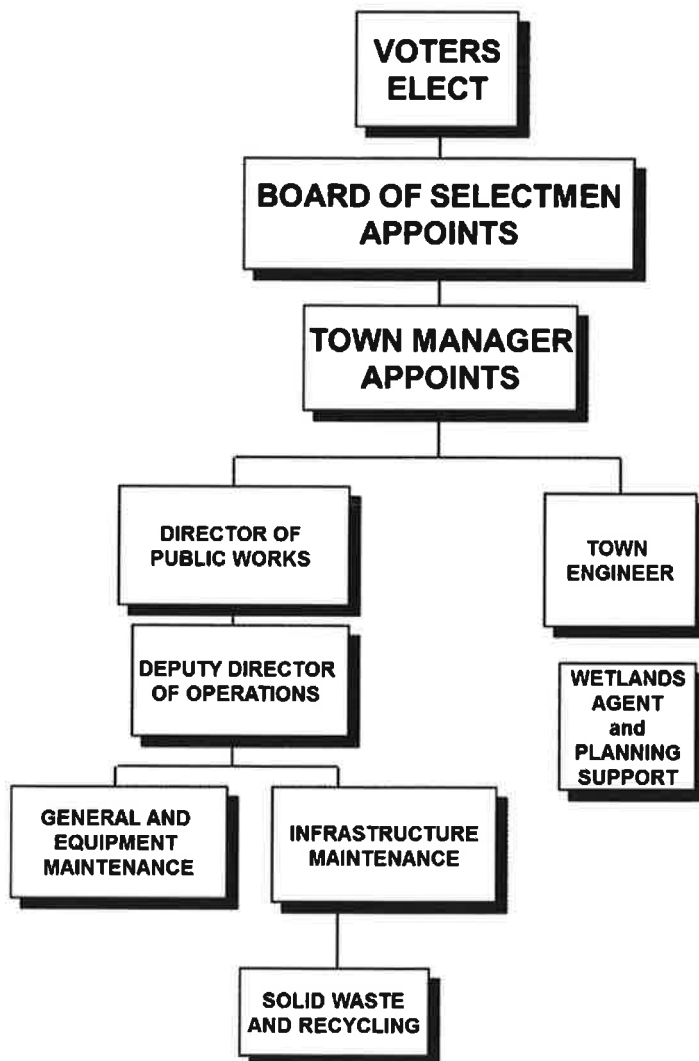 VOTERS
ELECT
BOARD OF SELECTMEN
APPOINTS
TOWN MANAGER
APPOINTS
DIRECTOR OF
PUBLIC WORKS
TOWN
ENGINEER
DEPUTY DIRECTOR
OF OPERATIONS
WETLANDS
AGENT
and
PLANNING
SUPPORT
GENERAL AND
EQUIPMENT
MAINTENANCE
INFRASTRUCTURE
MAINTENANCE
SOLID WASTE
AND RECYCLING